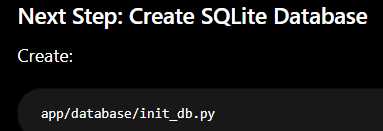 Next Step: Create SQLite Database
Create:
app/database/init_db.py